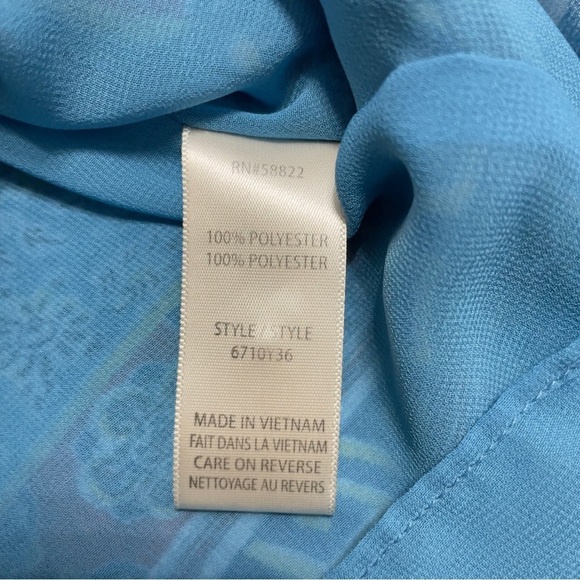 RN#58822
100% POLYESTER
100% POLYESTER
STYLE / STYLE
6710Y36
MADE IN VIETNAM
FAIT DANS LA VIETNAM
CARE ON REVERSE
NETTOYAGE AU REVERS